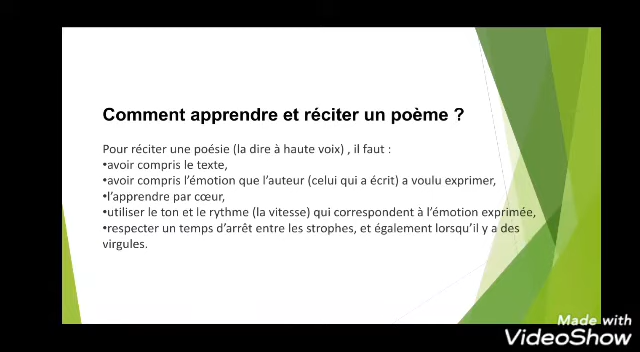 Comment apprendre et réciter un poème ?
Pour réciter une poésie (la dire à haute voix) , il faut :
•avoir compris le texte,
•avoir compris l’émotion que l’auteur (celui qui a écrit) a voulu exprimer,
•l’apprendre par cœur,
•utiliser le ton et le rythme (la vitesse) qui correspondent à l’émotion exprimée,
•respecter un temps d’arrêt entre les strophes, et également lorsqu’il y a des
virgules.
Made with
VideoShow